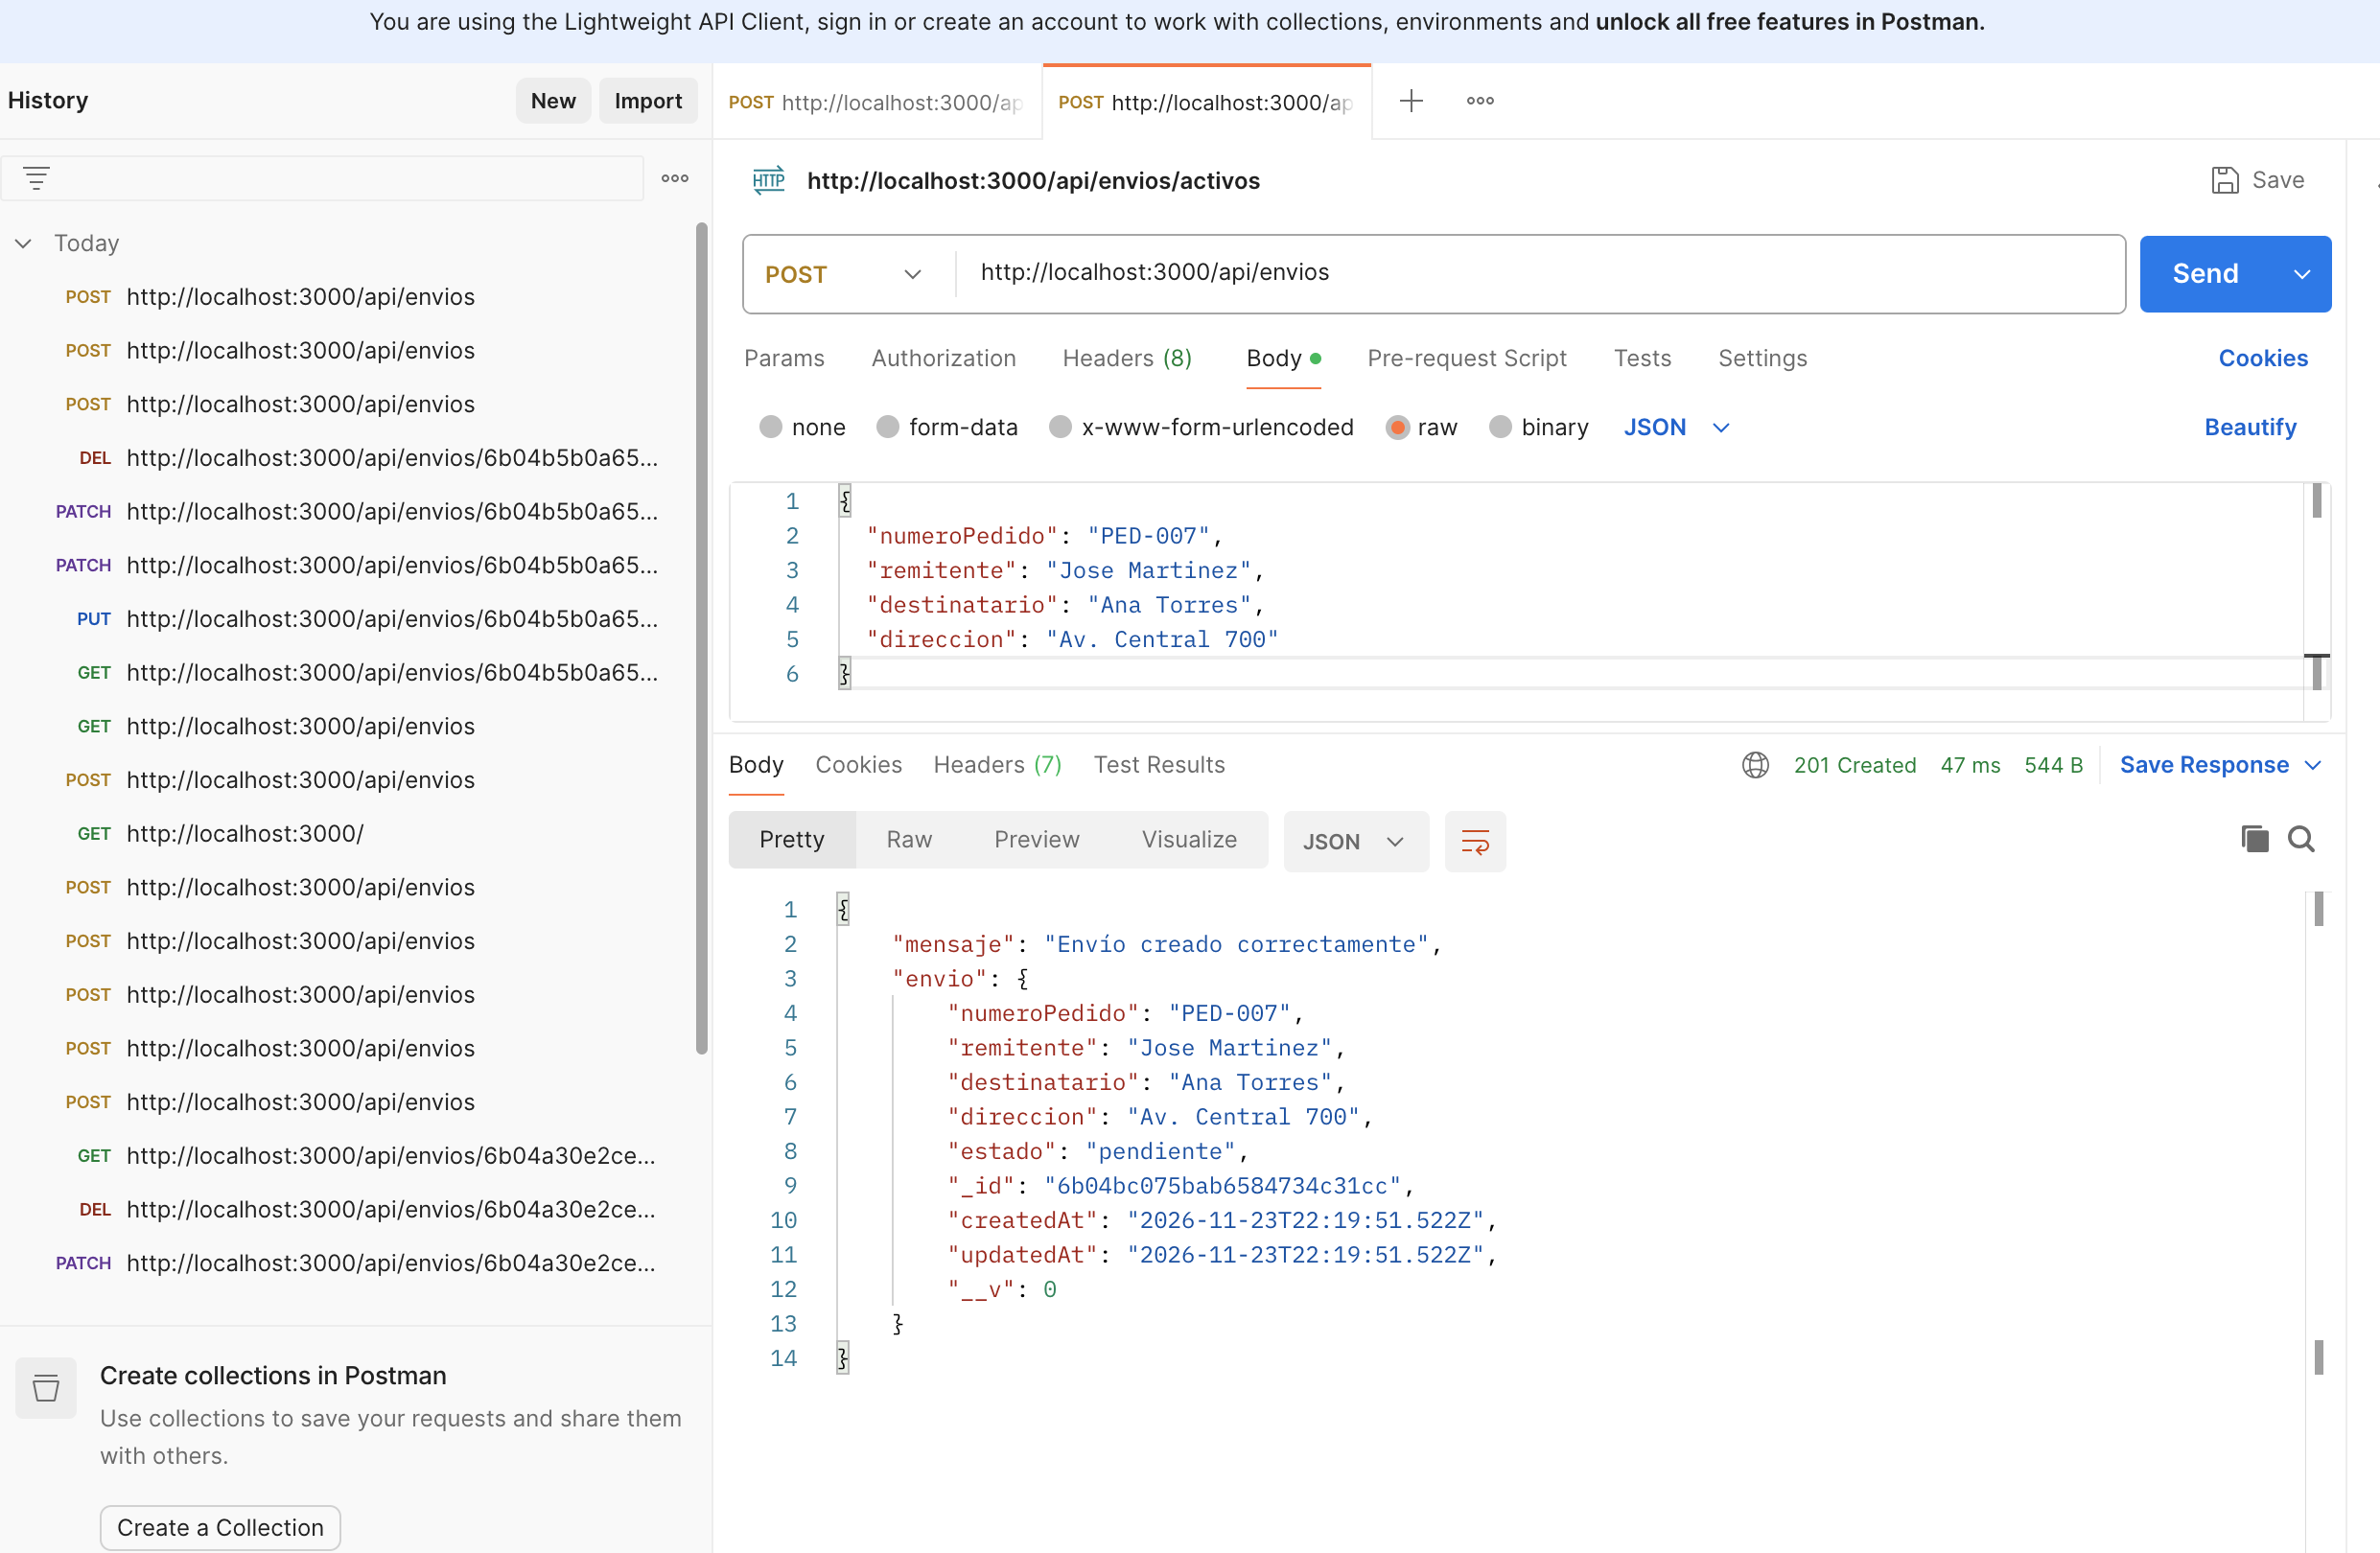 You are using the Lightweight API Client, sign in or create an account to work with collections, environments and unlock all free features in Postman.
History
New
Import
Today
POST http://localhost:3000/api/envios
POST http://localhost:3000/api/envios
POST http://localhost:3000/api/envios
DEL http://localhost:3000/api/envios/6b04b5b0a65...
PATCH http://localhost:3000/api/envios/6b04b5b0a65...
PATCH http://localhost:3000/api/envios/6b04b5b0a65...
PUT http://localhost:3000/api/envios/6b04b5b0a65...
GET http://localhost:3000/api/envios/6b04b5b0a65...
GET http://localhost:3000/api/envios
POST http://localhost:3000/api/envios
GET http://localhost:3000/
POST http://localhost:3000/api/envios
POST http://localhost:3000/api/envios
POST http://localhost:3000/api/envios
POST http://localhost:3000/api/envios
POST http://localhost:3000/api/envios
GET http://localhost:3000/api/envios/6b04a30e2ce...
DEL http://localhost:3000/api/envios/6b04a30e2ce...
PATCH http://localhost:3000/api/envios/6b04a30e2ce...
Create collections in Postman
Use collections to save your requests and share them
with others.
Create a Collection
POST http://localhost:3000/ap
POST http://localhost:3000/ap
HTTP http://localhost:3000/api/envios/activos
Save
POST http://localhost:3000/api/envios
Send
Params Authorization Headers (8) Body Pre-request Script Tests Settings Cookies
none form-data x-www-form-urlencoded raw binary JSON Beautify
1 {
2 "numeroPedido": "PED-007",
3 "remitente": "Jose Martinez",
4 "destinatario": "Ana Torres",
5 "direccion": "Av. Central 700"
6 }
Body Cookies Headers (7) Test Results 201 Created 47 ms 544 B Save Response
Pretty Raw Preview Visualize JSON
1 {
2 "mensaje": "Envío creado correctamente",
3 "envio": {
4 "numeroPedido": "PED-007",
5 "remitente": "Jose Martinez",
6 "destinatario": "Ana Torres",
7 "direccion": "Av. Central 700",
8 "estado": "pendiente",
9 "_id": "6b04bc075bab6584734c31cc",
10 "createdAt": "2026-11-23T22:19:51.522Z",
11 "updatedAt": "2026-11-23T22:19:51.522Z",
12 "__v": 0
13 }
14 }